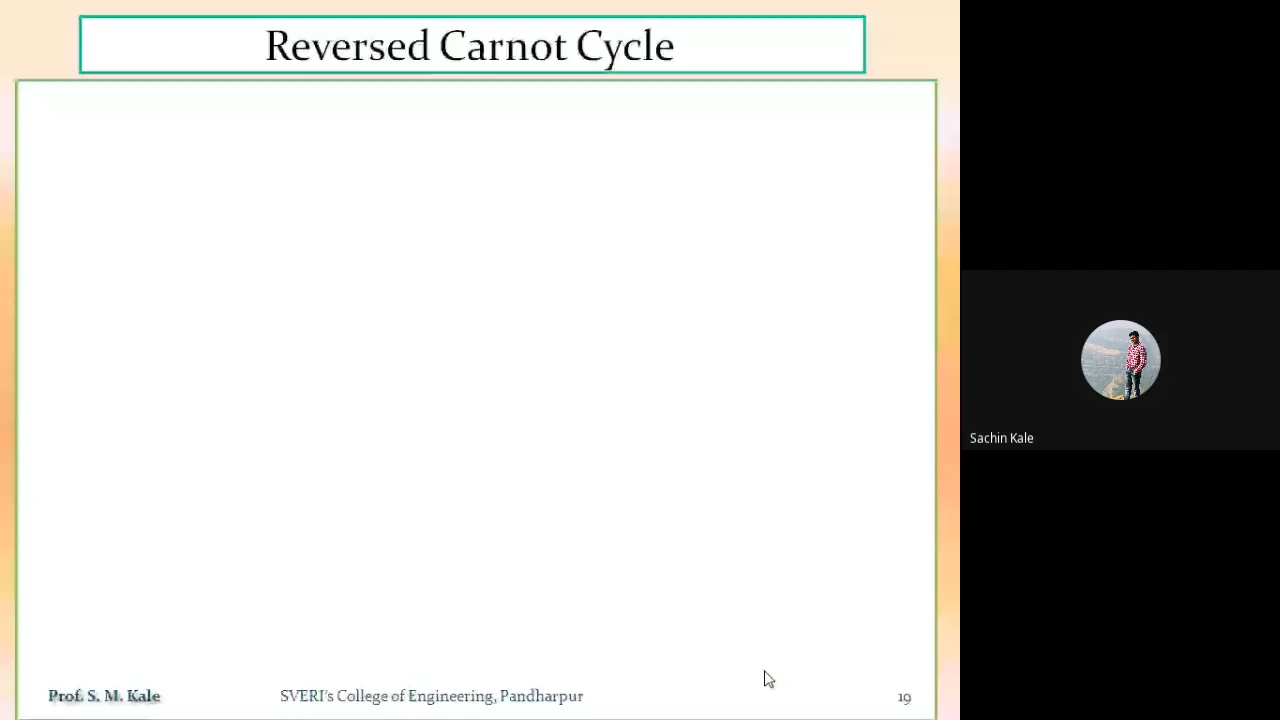 Reversed Carnot Cycle
Sachin Kale
Prof. S. M. Kale SVERI's College of Engineering, Pandharpur 19